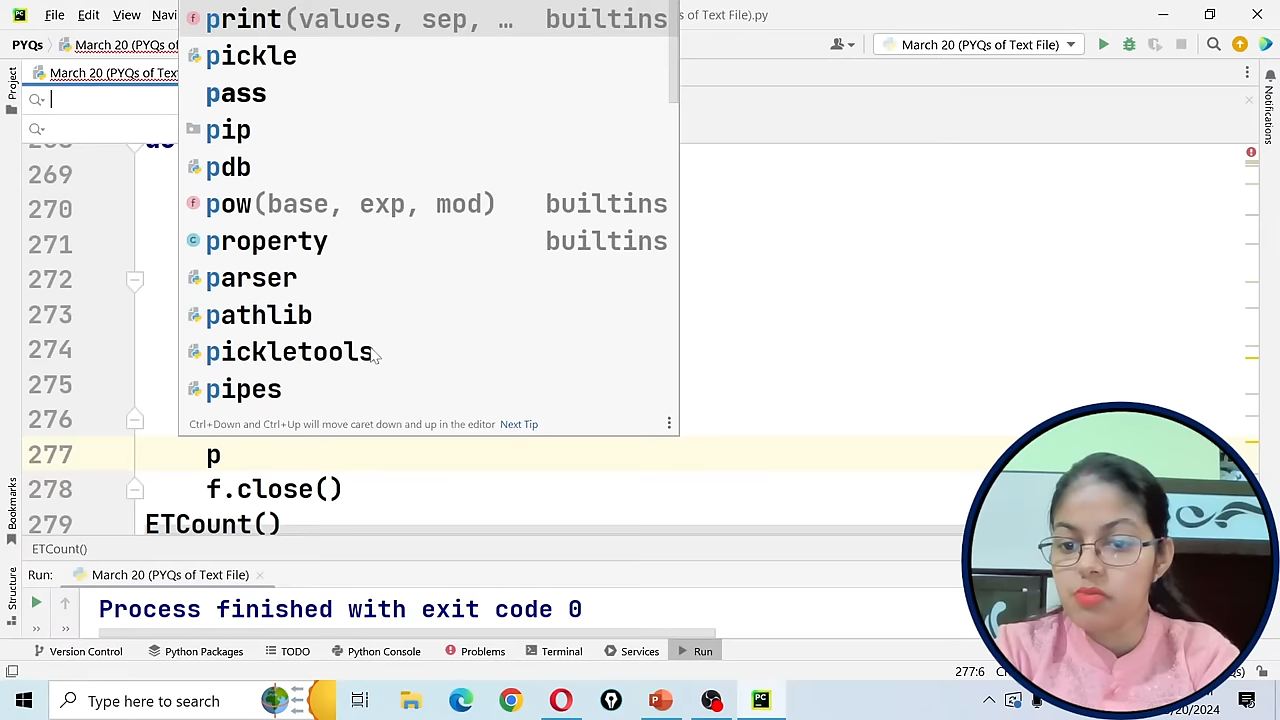 File Edit View Navi s of Text File).py
PYQs March 20 (PYQs of March 20 (PYQs of Text File)
March 20 (PYQs of Text
print(values, sep, … builtins
pickle
pass
pip
pdb
pow(base, exp, mod) builtins
property builtins
parser
pathlib
pickletools
pipes
Ctrl+Down and Ctrl+Up will move caret down and up in the editor Next Tip
269
270
271
272
273
274
275
276
277 p
278 f.close()
279 ETCount()
ETCount()
Run: March 20 (PYQs of Text File)
Process finished with exit code 0
Version Control Python Packages TODO Python Console Problems Terminal Services Run
277:6
Type here to search
Project
Bookmarks
Structure
Notifications